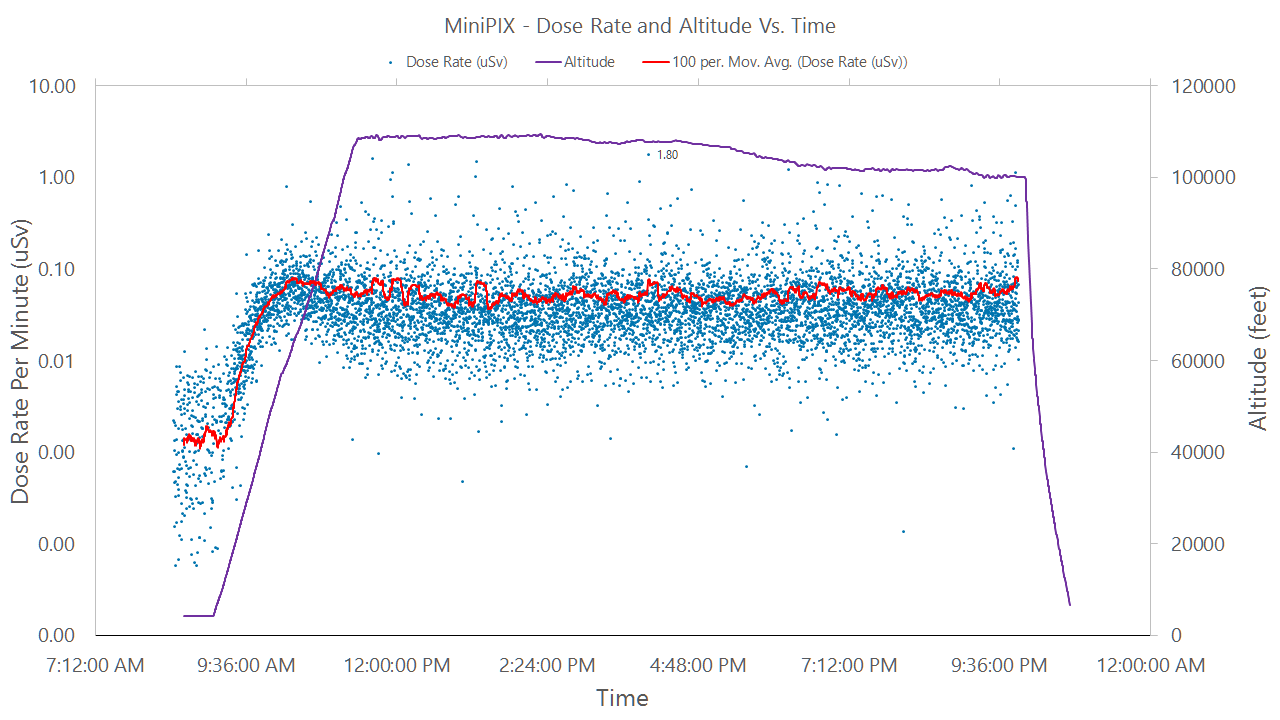 MiniPIX - Dose Rate and Altitude Vs. Time
Dose Rate (uSv) Altitude 100 per. Mov. Avg. (Dose Rate (uSv))
10.00 120000
1.80
1.00 100000
0.10 80000
0.01 60000
0.00 40000
0.00 20000
0.00 0
Dose Rate Per Minute (uSv)
Altitude (feet)
7:12:00 AM 9:36:00 AM 12:00:00 PM 2:24:00 PM 4:48:00 PM 7:12:00 PM 9:36:00 PM 12:00:00 AM
Time